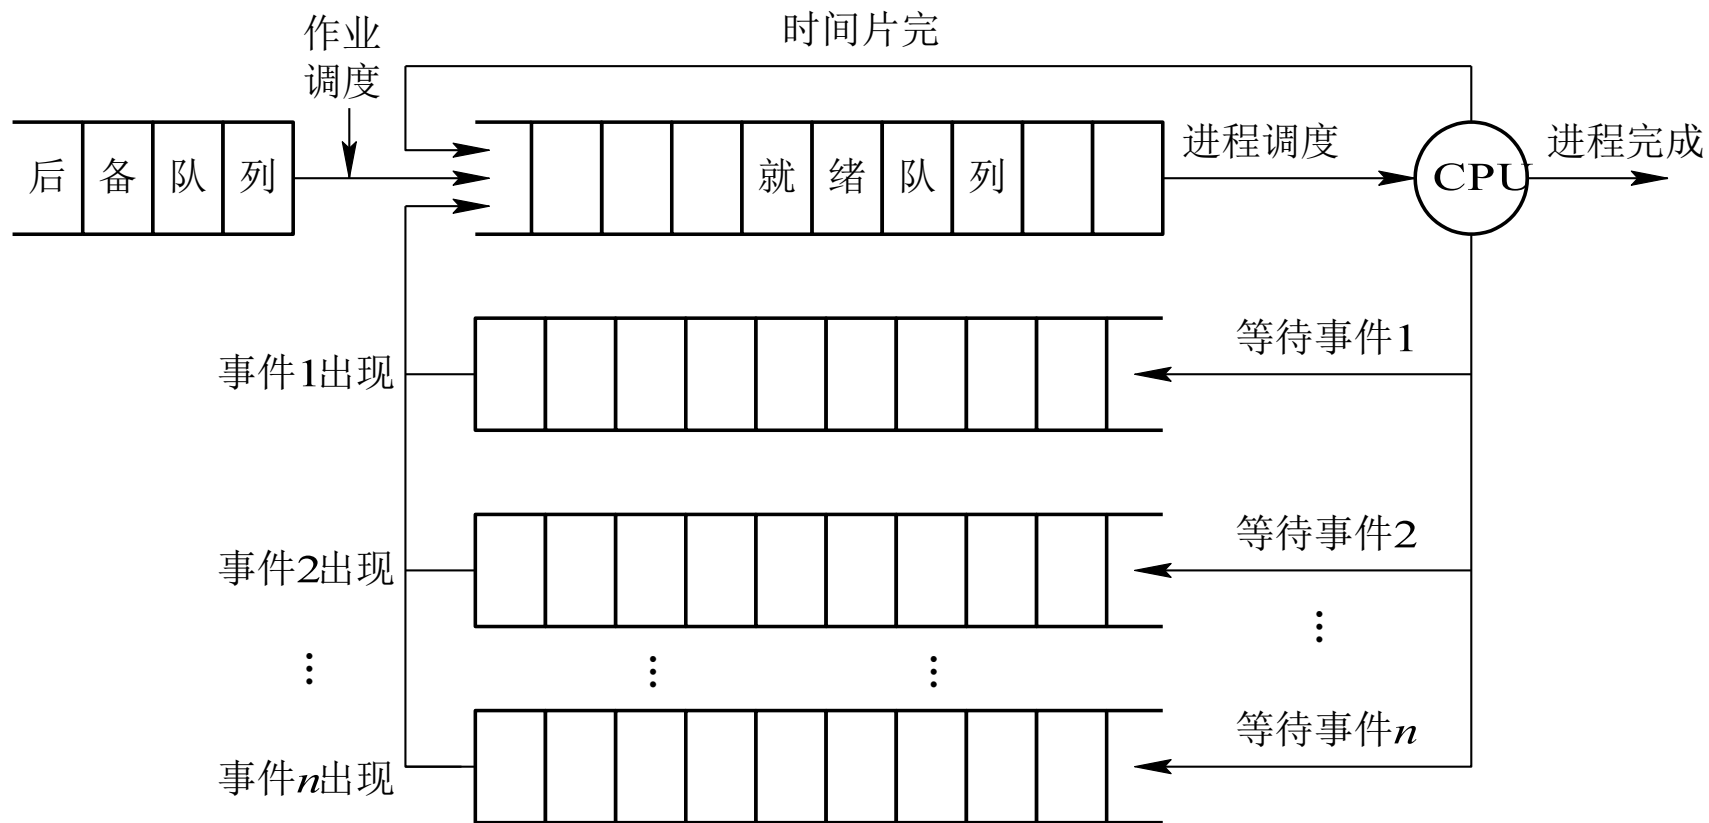 作业
调度
时间片完
后备队列
就绪队列
进程调度
CPU
进程完成
事件1出现
等待事件1
事件2出现
等待事件2
⋮
⋮
⋮
⋮
事件n出现
等待事件n